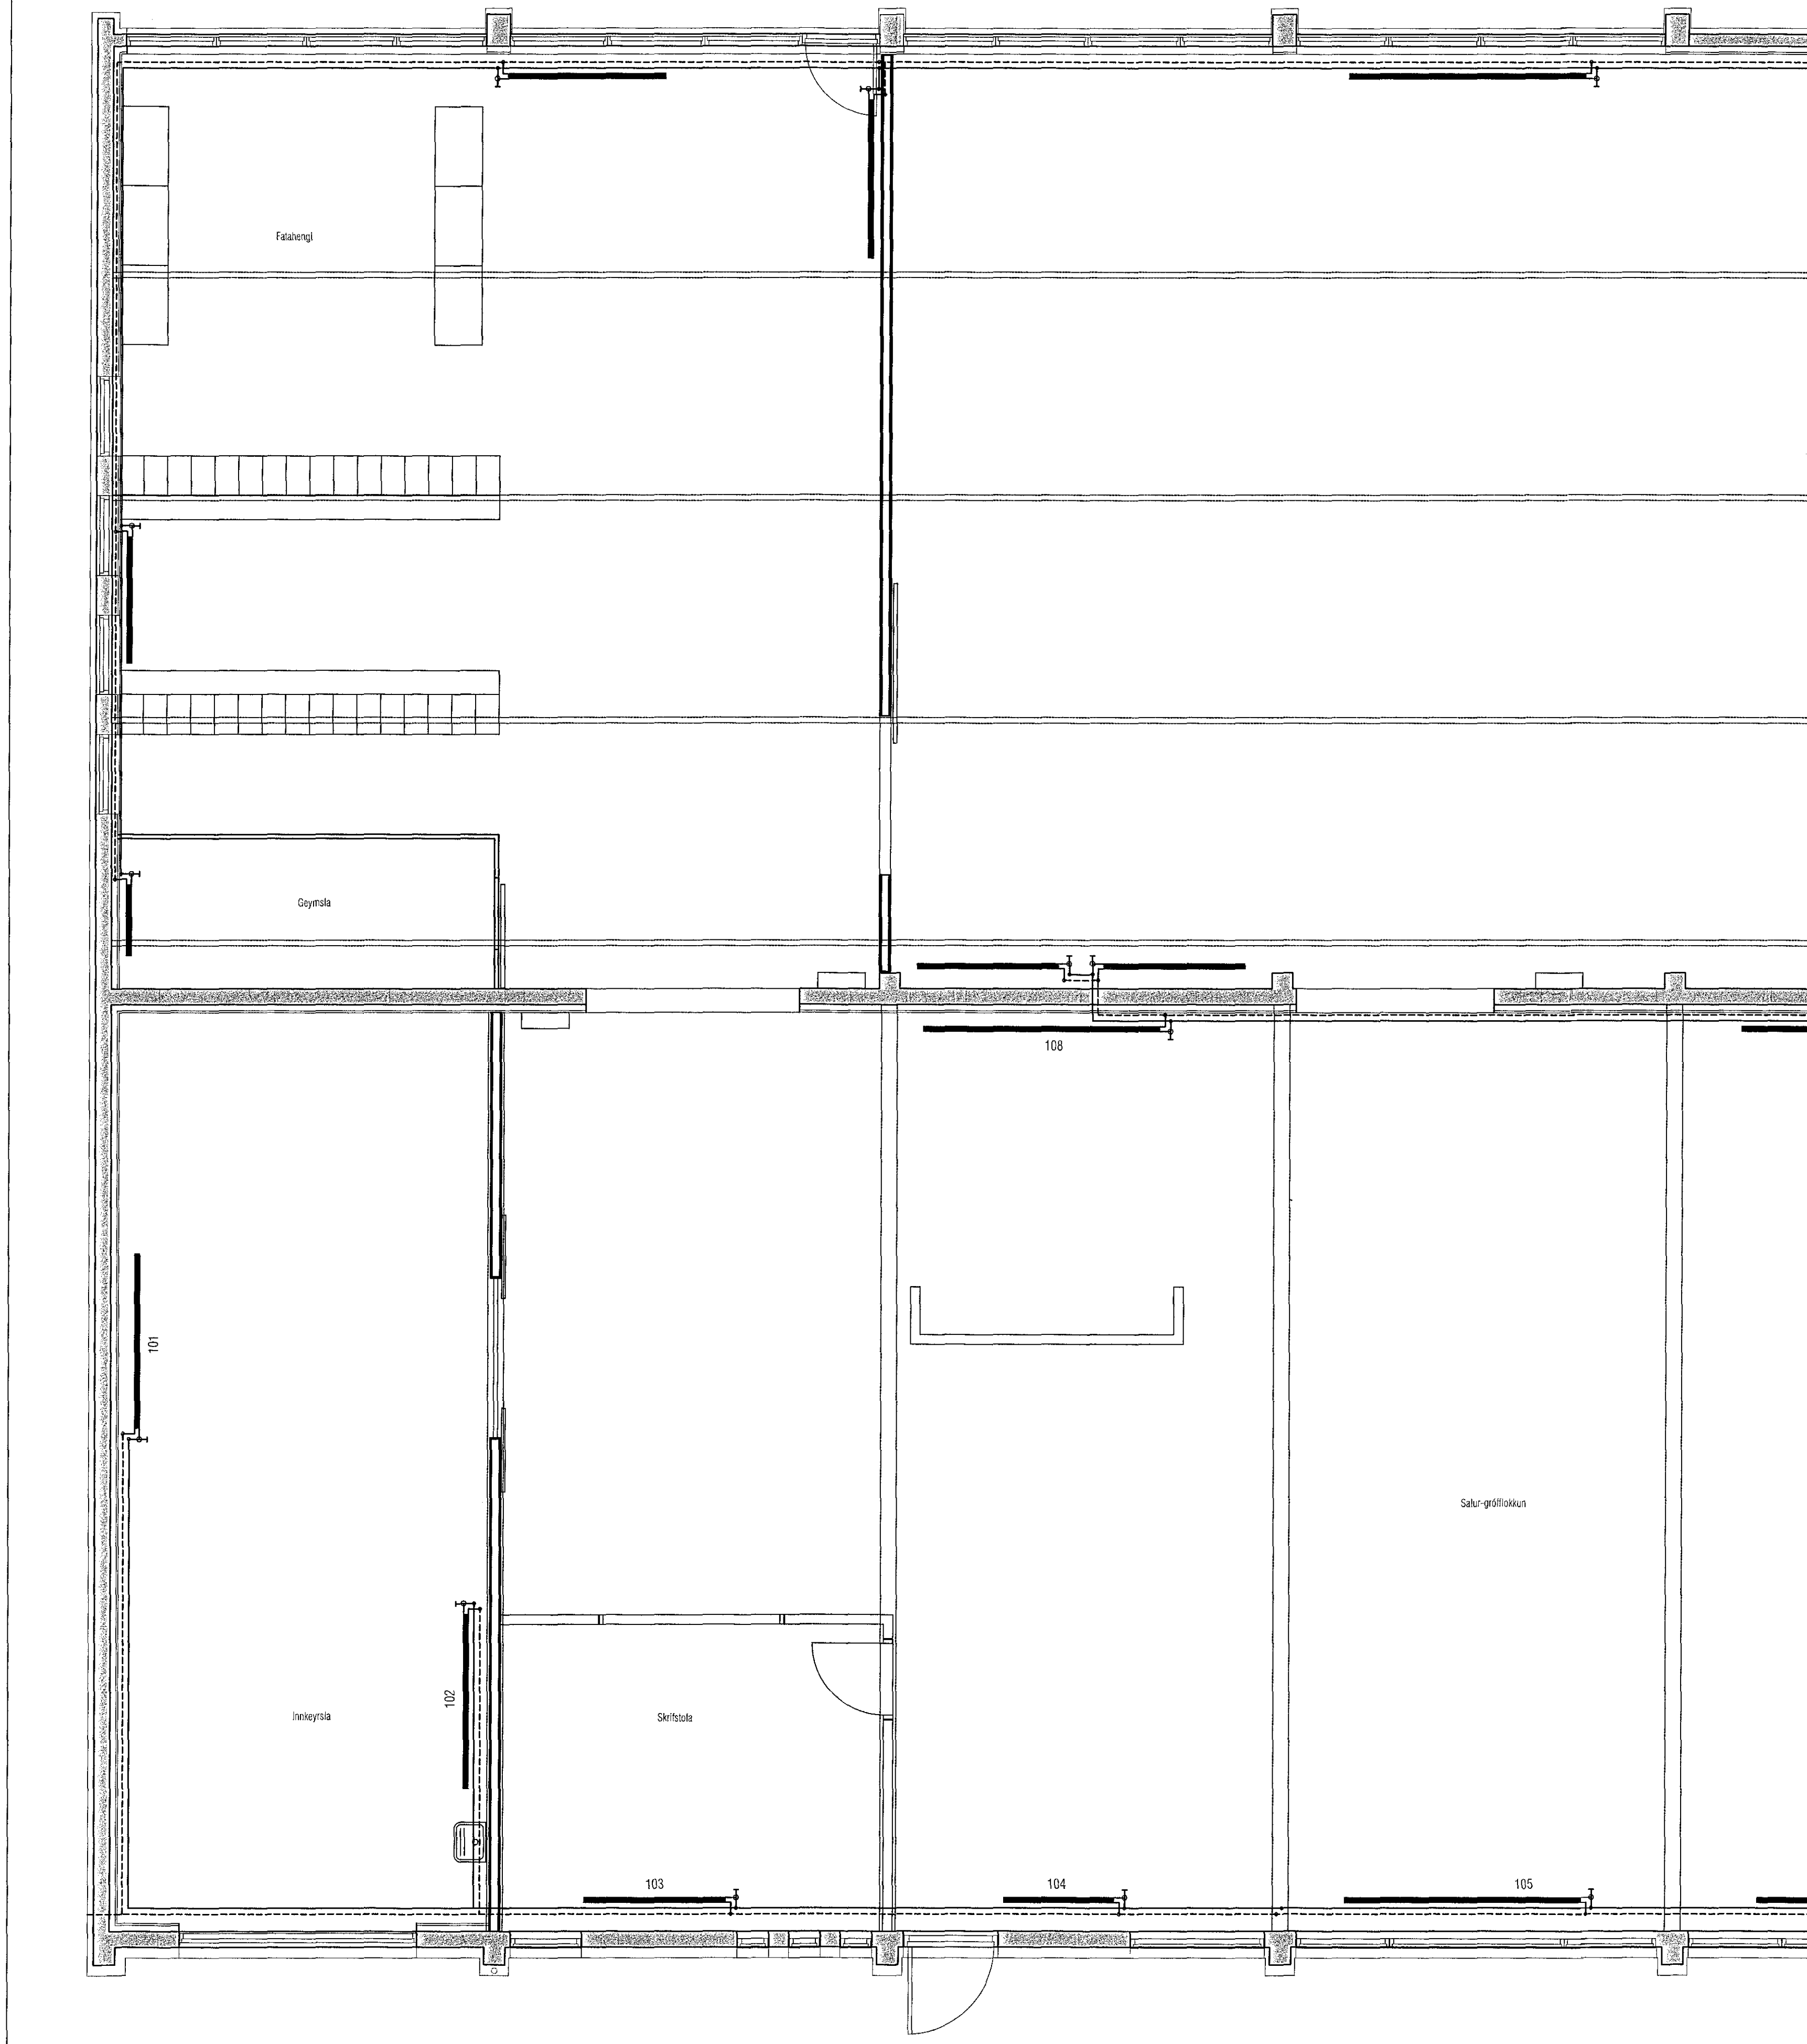 Fatahengi
Geymsla
108
101
Salur-grófflokkun
102
Innkeyrsla
Skrifstofa
103
104
105